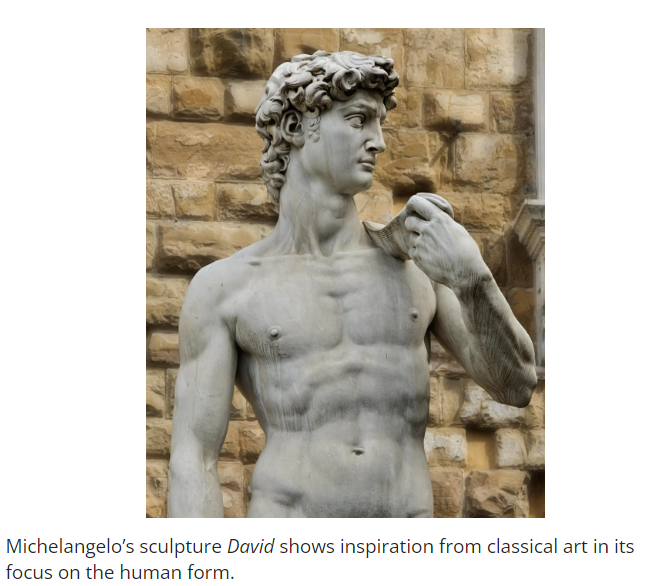 Michelangelo’s sculpture David shows inspiration from classical art in its
focus on the human form.